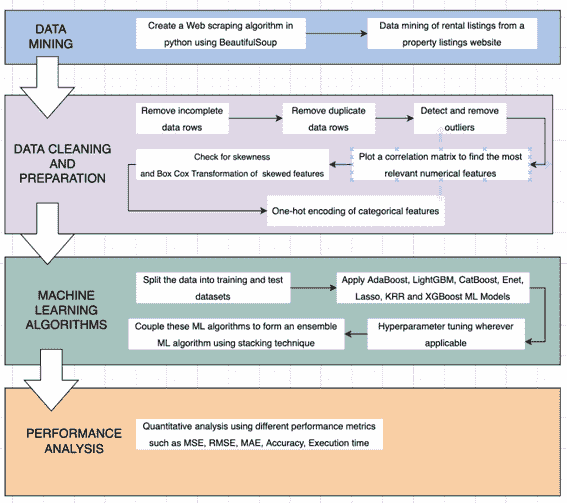 DATA
MINING
Create a Web scraping algorithm in
python using BeautifulSoup
Data mining of rental listings from a
property listings website
DATA CLEANING
AND
PREPARATION
Remove incomplete
data rows
Remove duplicate
data rows
Detect and remove
outliers
Plot a correlation matrix to find the most
relevant numerical features
Check for skewness
and Box Cox Transformation of skewed features
One-hot encoding of categorical features
MACHINE
LEARNING
ALGORITHMS
Split the data into training and test
datasets
Apply AdaBoost, LightGBM, CatBoost, Enet,
Lasso, KRR and XGBoost ML Models
Hyperparameter tuning wherever
applicable
Couple these ML algorithms to form an ensemble
ML algorithm using stacking technique
PERFORMANCE
ANALYSIS
Quantitative analysis using different performance metrics
such as MSE, RMSE, MAE, Accuracy, Execution time